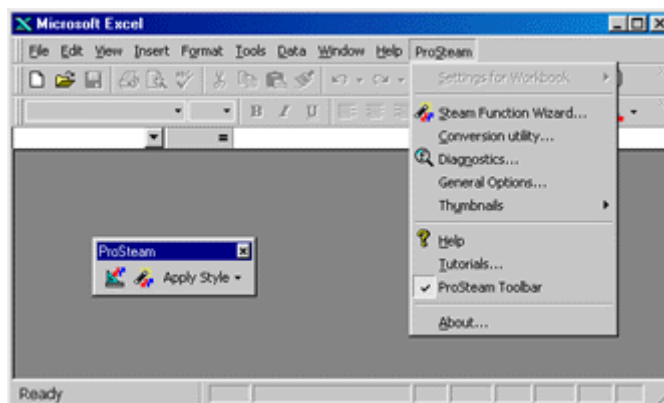 Microsoft Excel
File Edit View Insert Format Tools Data Window Help ProSteam
Settings for Workbook
B I U
Steam Function Wizard...
=
Conversion utility...
Diagnostics...
General Options...
Thumbnails
ProSteam
Help
Apply Style
Tutorials...
ProSteam Toolbar
About...
Ready